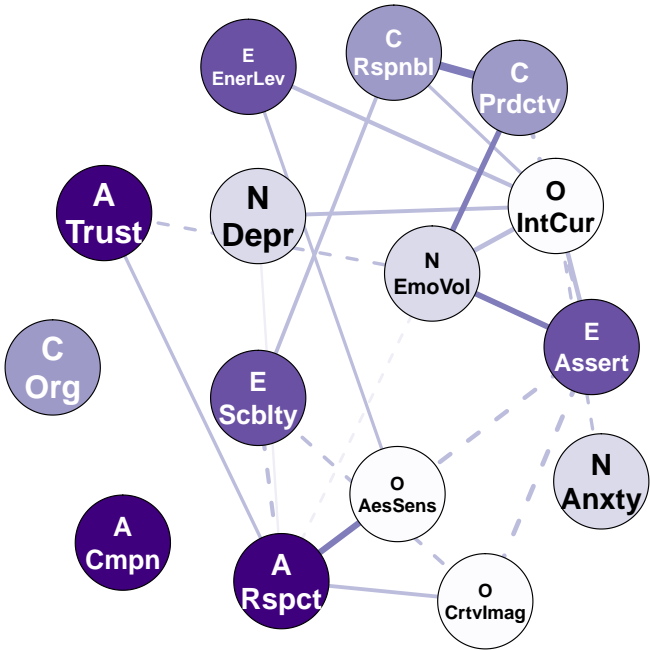 E
EnerLev
C
Rspnbl
C
Prdctv
A
Trust
N
Depr
O
IntCur
N
EmoVol
E
Assert
C
Org
E
Scblty
O
AesSens
N
Anxty
A
Cmpn
A
Rspct
O
CrtvImag